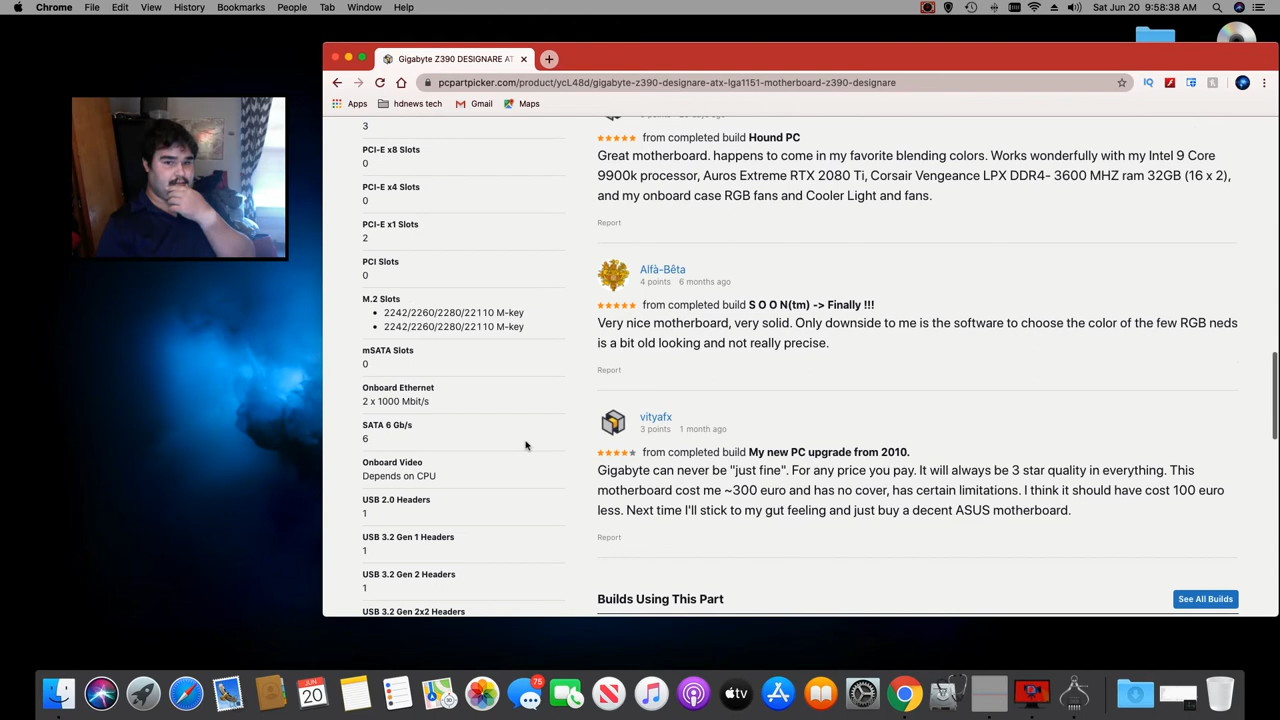 Chrome File Edit View History Bookmarks People Tab Window Help
Sat Jun 20 9:58:38 AM
Gigabyte Z390 DESIGNARE AT
pcpartpicker.com/product/ycL48d/gigabyte-z390-designare-atx-lga1151-motherboard-z390-designare
Apps hdnews tech Gmail Maps
3
PCI-E x8 Slots
0
PCI-E x4 Slots
0
PCI-E x1 Slots
2
PCI Slots
0
M.2 Slots
• 2242/2260/2280/22110 M-key
• 2242/2260/2280/22110 M-key
mSATA Slots
0
Onboard Ethernet
2 x 1000 Mbit/s
SATA 6 Gb/s
6
Onboard Video
Depends on CPU
USB 2.0 Headers
1
USB 3.2 Gen 1 Headers
1
USB 3.2 Gen 2 Headers
1
USB 3.2 Gen 2x2 Headers
from completed build Hound PC
Great motherboard. happens to come in my favorite blending colors. Works wonderfully with my Intel 9 Core
9900k processor, Auros Extreme RTX 2080 Ti, Corsair Vengeance LPX DDR4- 3600 MHZ ram 32GB (16 x 2),
and my onboard case RGB fans and Cooler Light and fans.
Report
Alfà-Bêta
4 points 6 months ago
from completed build S O O N(tm) -> Finally !!!
Very nice motherboard, very solid. Only downside to me is the software to choose the color of the few RGB neds
is a bit old looking and not really precise.
Report
vityafx
3 points 1 month ago
from completed build My new PC upgrade from 2010.
Gigabyte can never be "just fine". For any price you pay. It will always be 3 star quality in everything. This
motherboard cost me ~300 euro and has no cover, has certain limitations. I think it should have cost 100 euro
less. Next time I'll stick to my gut feeling and just buy a decent ASUS motherboard.
Report
Builds Using This Part
See All Builds
JUN
20
75
tv